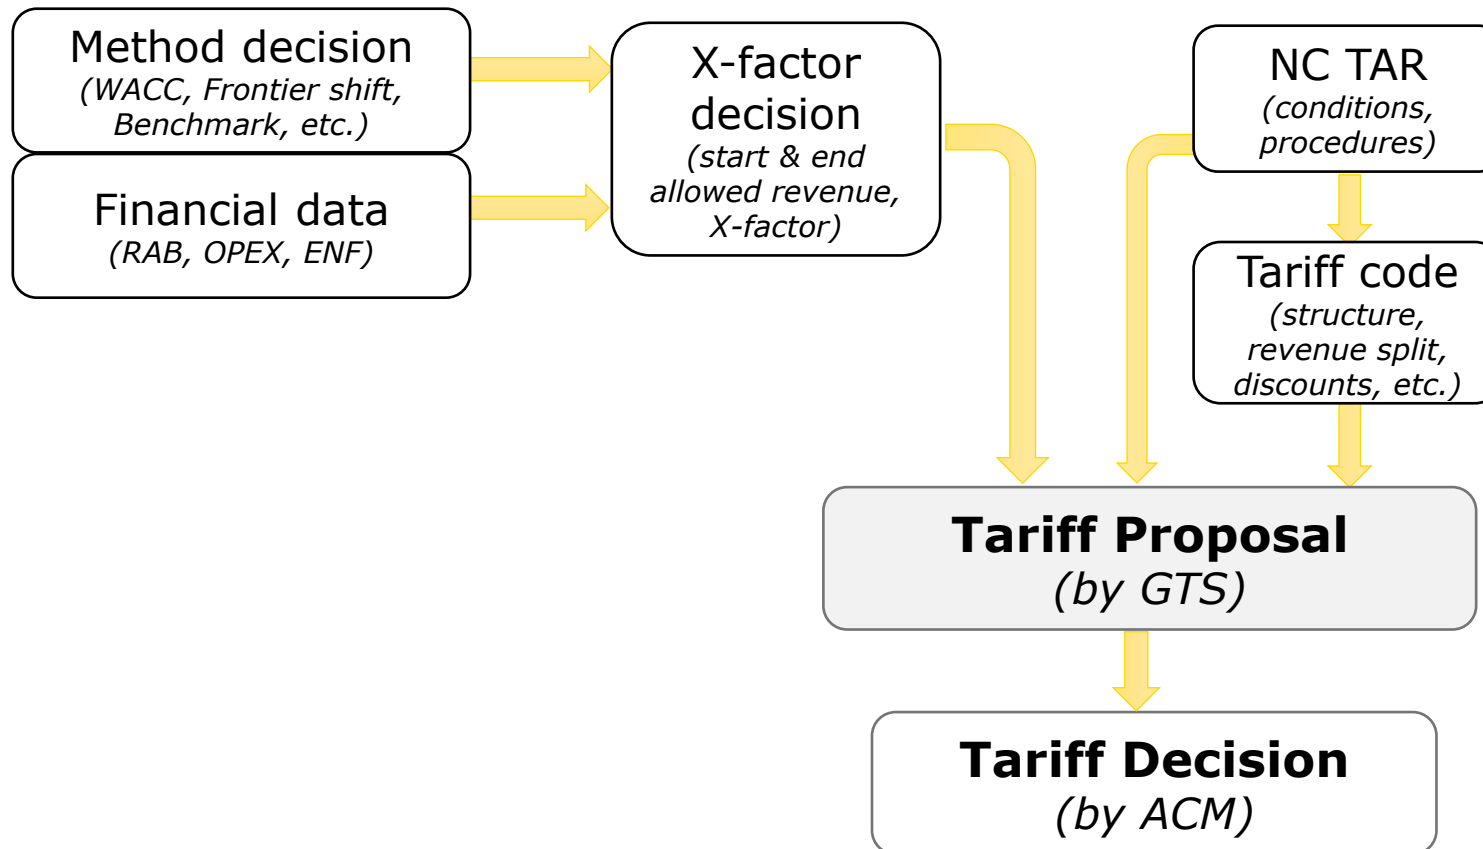 Method decision
(WACC, Frontier shift,
Benchmark, etc.)
Financial data
(RAB, OPEX, ENF)
X-factor
decision
(start & end
allowed revenue,
X-factor)
NC TAR
(conditions,
procedures)
Tariff code
(structure,
revenue split,
discounts, etc.)
Tariff Proposal
(by GTS)
Tariff Decision
(by ACM)